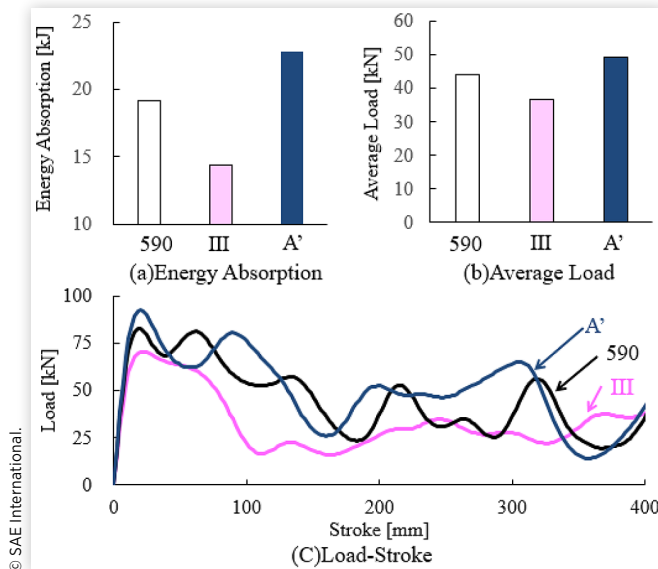 Energy Absorption [kJ]
25
20
15
10
590 III A’
(a)Energy Absorption
Average Load [kN]
60
50
40
30
20
10
0
590 III A’
(b)Average Load
Load [kN]
100
75
50
25
0
A’
590
III
0 100 200 300 400
Stroke [mm]
(C)Load-Stroke
© SAE International.